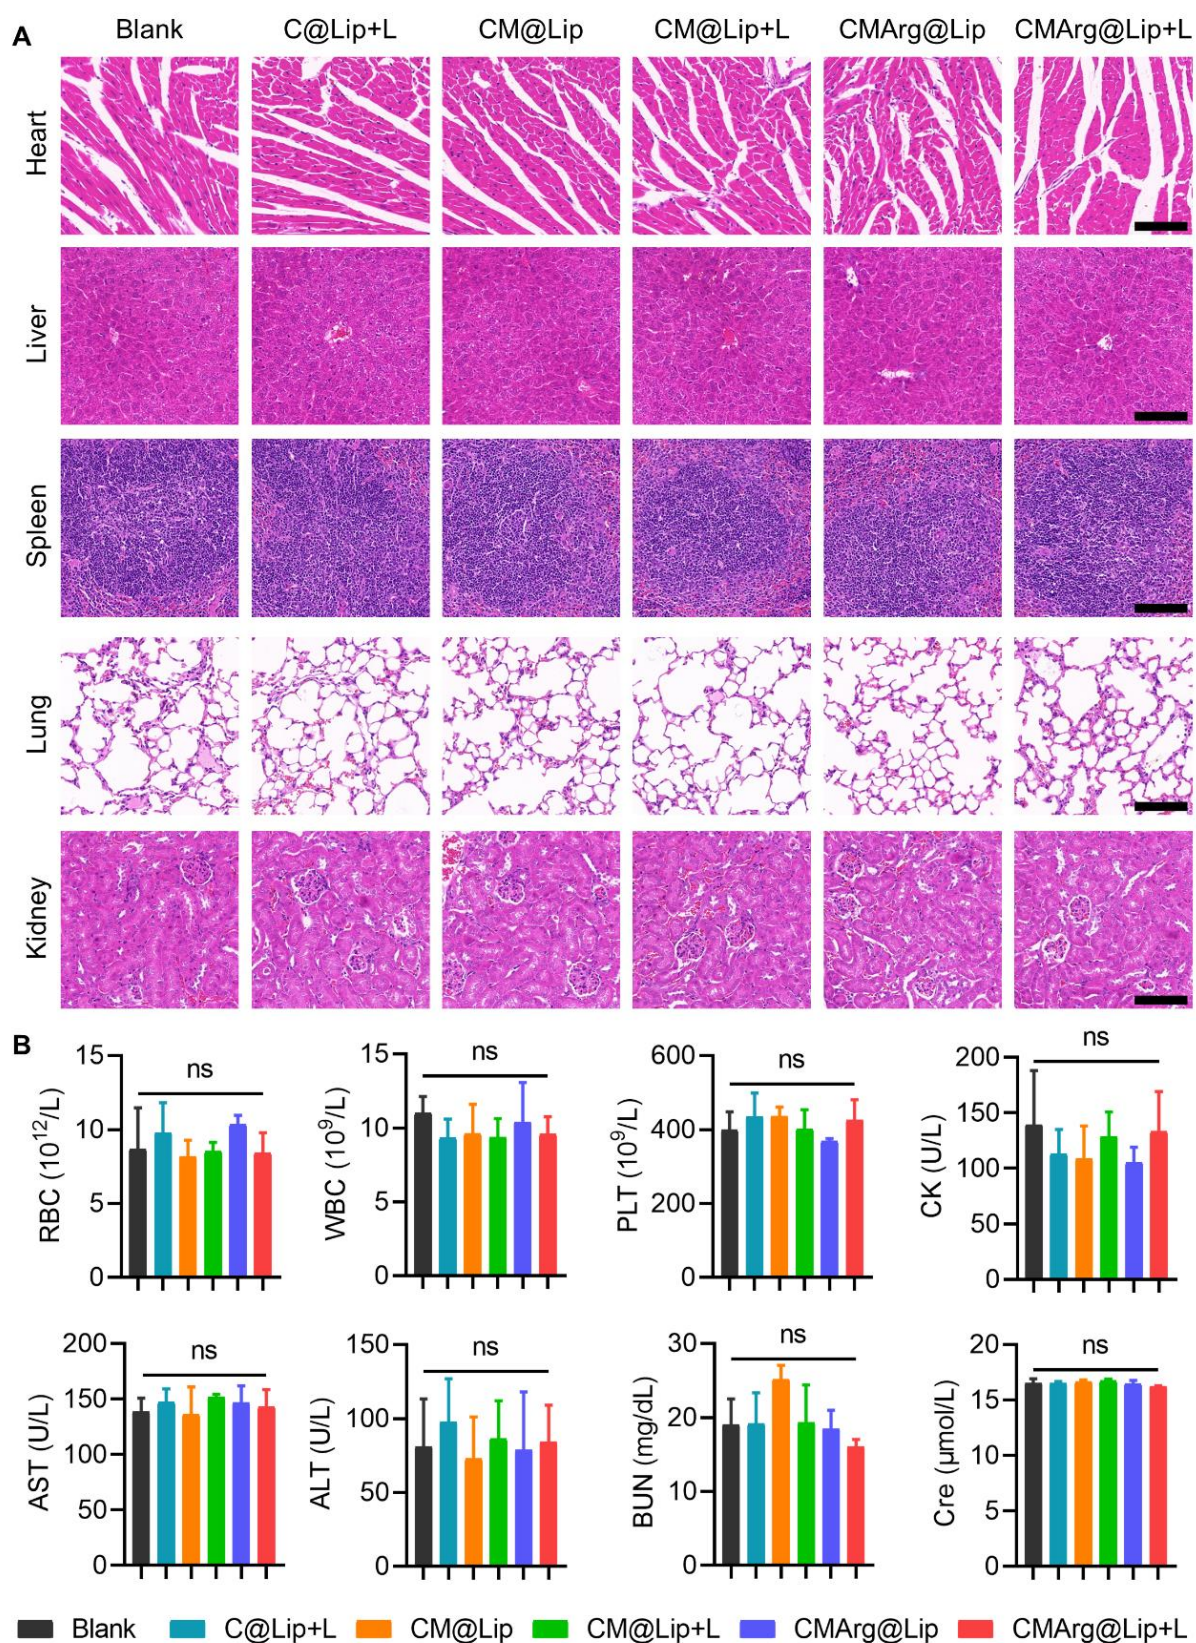 A
Blank C@Lip+L CM@Lip CM@Lip+L CMArg@Lip CMArg@Lip+L
Heart
Liver
Spleen
Lung
Kidney
B
RBC (10¹²/L)
15
10
5
0
ns
WBC (10⁹/L)
15
10
5
0
ns
PLT (10⁹/L)
600
400
200
0
ns
CK (U/L)
200
150
100
50
0
ns
AST (U/L)
200
150
100
50
0
ns
ALT (U/L)
150
100
50
0
ns
BUN (mg/dL)
30
20
10
0
ns
Cre (µmol/L)
20
15
10
5
0
ns
Blank C@Lip+L CM@Lip CM@Lip+L CMArg@Lip CMArg@Lip+L